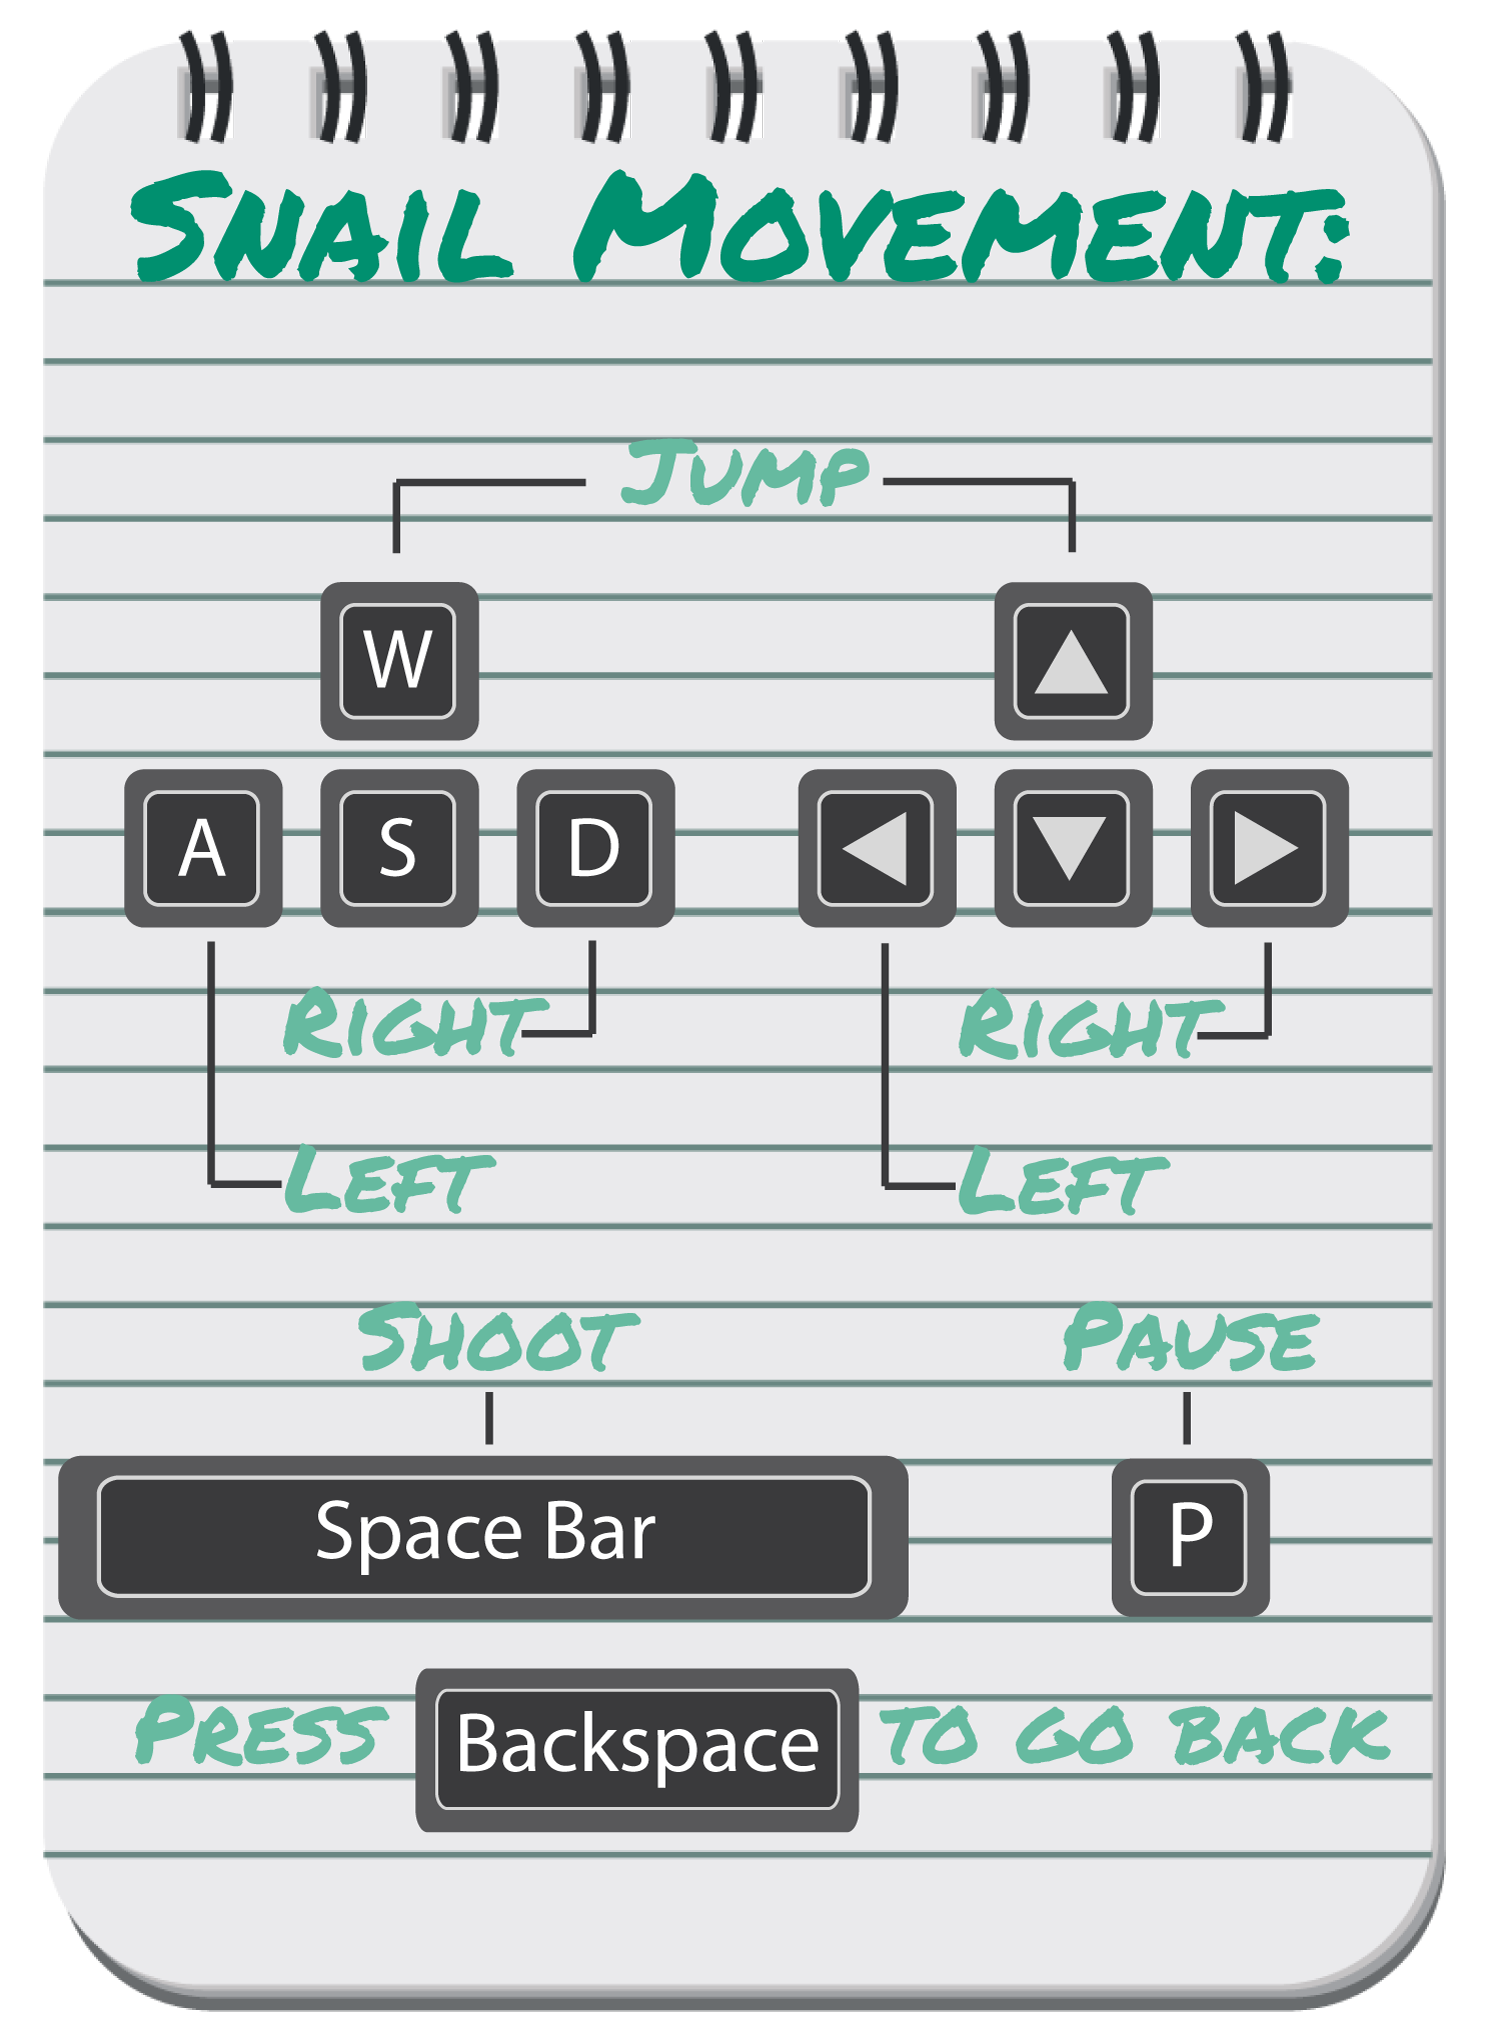 SNAIL MOVEMENT:
JUMP
W
A S D
RIGHT RIGHT
LEFT LEFT
SHOOT PAUSE
Space Bar P
PRESS Backspace TO GO BACK